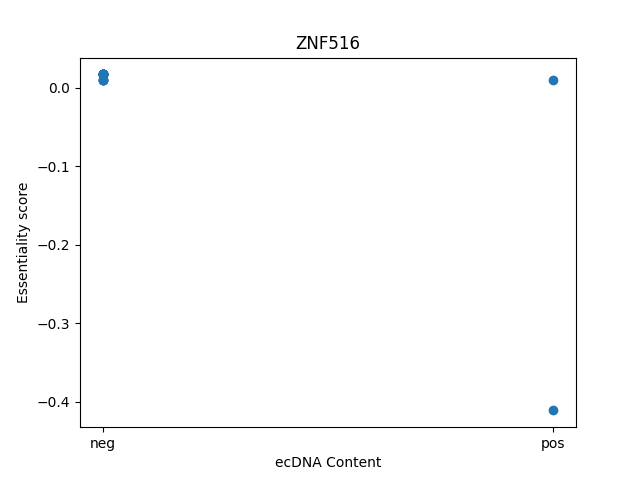 ZNF516
0.0
−0.1
−0.2
−0.3
−0.4
Essentiality score
neg pos
ecDNA Content